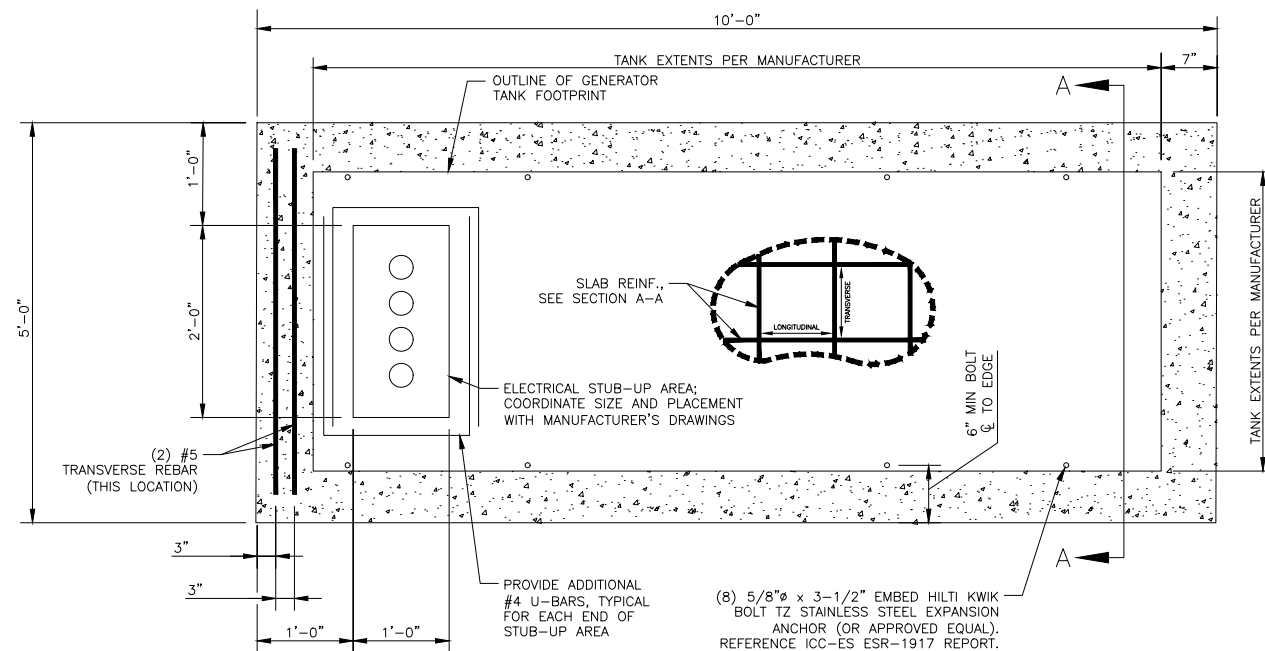 10'-0"
TANK EXTENTS PER MANUFACTURER
7"
OUTLINE OF GENERATOR
TANK FOOTPRINT
A
1'-0"
5'-0"
2'-0"
TANK EXTENTS PER MANUFACTURER
SLAB REINF.,
SEE SECTION A-A
TRANSVERSE
LONGITUDINAL
6" MIN BOLT
℄ TO EDGE
ELECTRICAL STUB-UP AREA;
COORDINATE SIZE AND PLACEMENT
WITH MANUFACTURER'S DRAWINGS
(2) #5
TRANSVERSE REBAR
(THIS LOCATION)
3"
3"
A
PROVIDE ADDITIONAL
#4 U-BARS, TYPICAL
FOR EACH END OF
STUB-UP AREA
(8) 5/8"ø x 3-1/2" EMBED HILTI KWIK
BOLT TZ STAINLESS STEEL EXPANSION
ANCHOR (OR APPROVED EQUAL).
REFERENCE ICC-ES ESR-1917 REPORT.
1'-0"
1'-0"